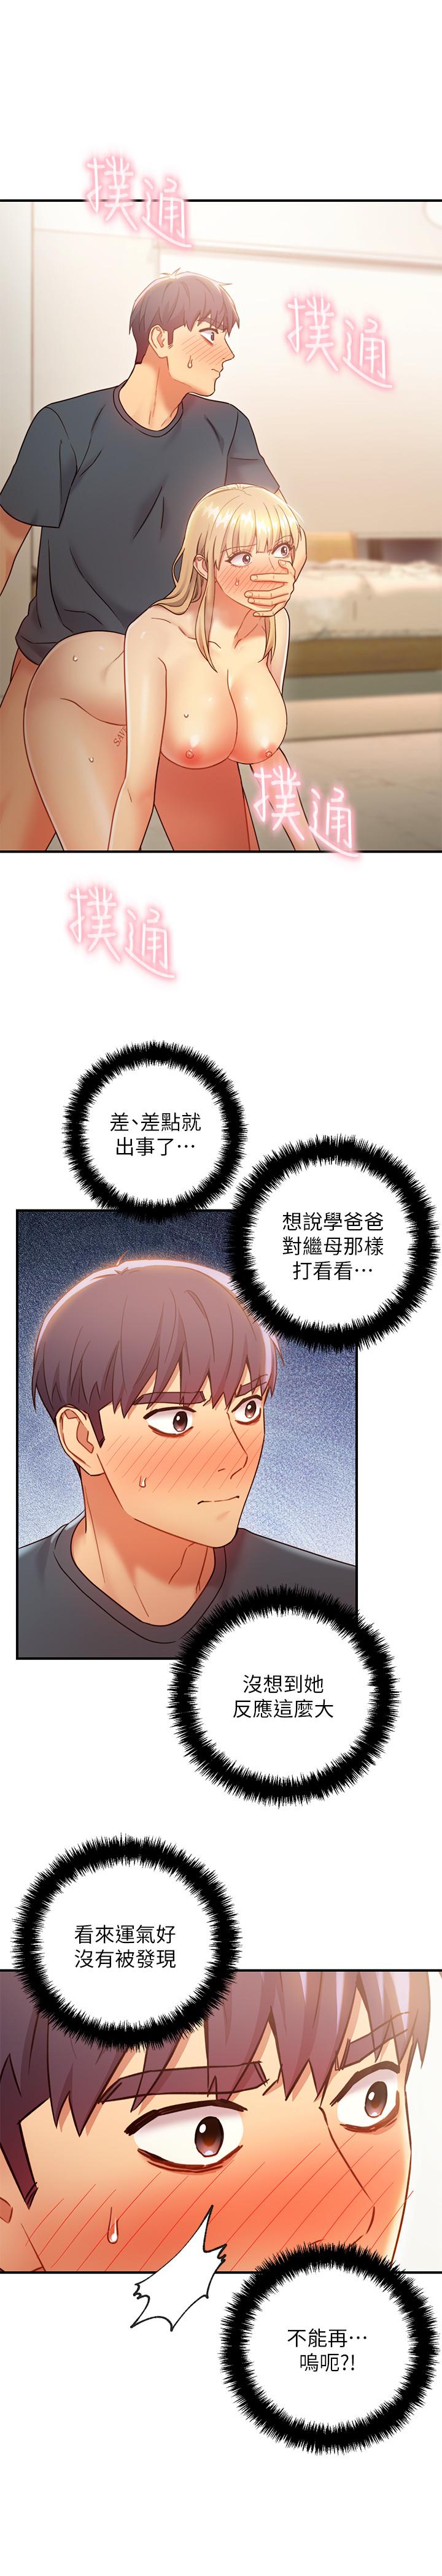 撲通
撲通
SAV
撲通
撲通
差、差點就
出事了…
想說學爸爸
對繼母那樣
打看看…
沒想到她
反應這麼大
看來運氣好
沒有被發現
不能再…
嗚呃?!